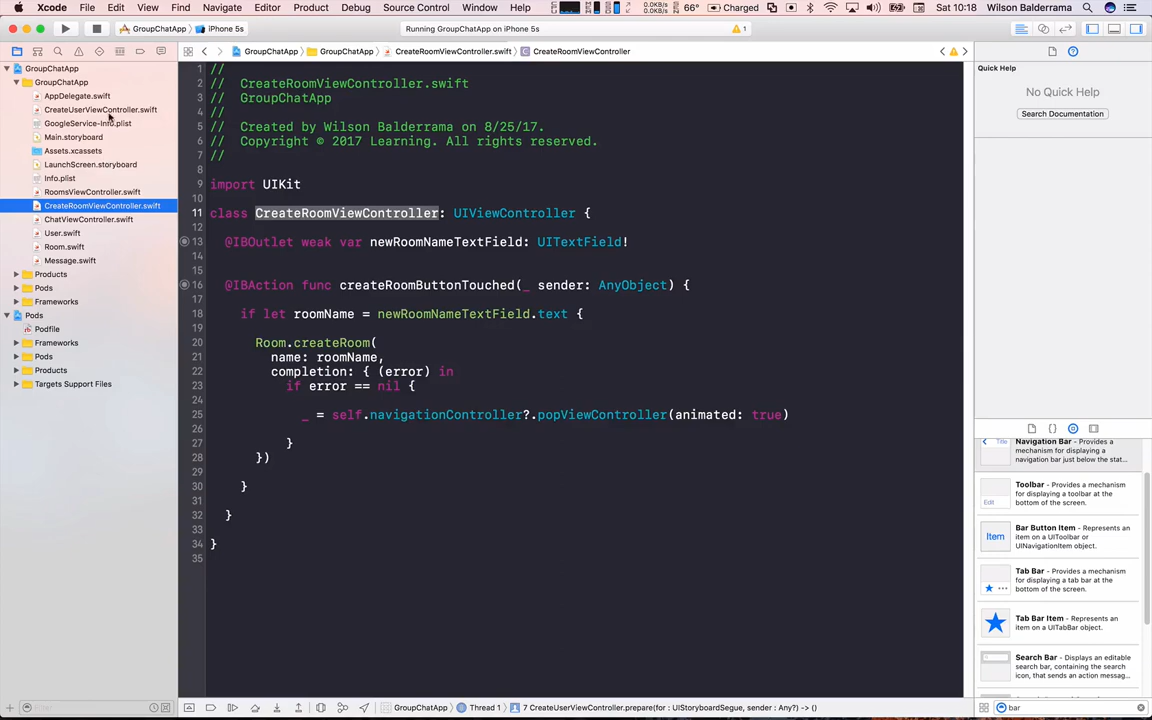 Xcode File Edit View Find Navigate Editor Product Debug Source Control Window Help 0.0KB/s 0.0KB/s 66° Charged Sat 10:18 Wilson Balderrama
GroupChatApp iPhone 5s Running GroupChatApp on iPhone 5s 1
GroupChatApp GroupChatApp CreateRoomViewController.swift CreateRoomViewController
GroupChatApp
GroupChatApp
AppDelegate.swift
CreateUserViewController.swift
GoogleService-Info.plist
Main.storyboard
Assets.xcassets
LaunchScreen.storyboard
Info.plist
RoomsViewController.swift
CreateRoomViewController.swift
ChatViewController.swift
User.swift
Room.swift
Message.swift
Products
Pods
Frameworks
Pods
Podfile
Frameworks
Pods
Products
Targets Support Files
Filter
1 //
2 // CreateRoomViewController.swift
3 // GroupChatApp
4 //
5 // Created by Wilson Balderrama on 8/25/17.
6 // Copyright © 2017 Learning. All rights reserved.
7 //
8
9 import UIKit
10
11 class CreateRoomViewController: UIViewController {
12
13 @IBOutlet weak var newRoomNameTextField: UITextField!
14
15
16 @IBAction func createRoomButtonTouched(_ sender: AnyObject) {
17
18 if let roomName = newRoomNameTextField.text {
19
20 Room.createRoom(
21 name: roomName,
22 completion: { (error) in
23 if error == nil {
24
25 _ = self.navigationController?.popViewController(animated: true)
26
27 }
28 })
29
30 }
31
32 }
33
34 }
35
GroupChatApp Thread 1 7 CreateUserViewController.prepare(for : UIStoryboardSegue, sender : Any?) -> ()
Quick Help
No Quick Help
Search Documentation
Title
Navigation Bar - Provides a
mechanism for displaying a
navigation bar just below the stat...
Edit
Toolbar - Provides a mechanism
for displaying a toolbar at the
bottom of the screen.
Item
Bar Button Item - Represents an
item on a UIToolbar or
UINavigationItem object.
Tab Bar - Provides a mechanism
for displaying a tab bar at the
bottom of the screen.
Tab Bar Item - Represents an
item on a UITabBar object.
Search Bar - Displays an editable
search bar, containing the search
icon, that sends an action messag...
bar